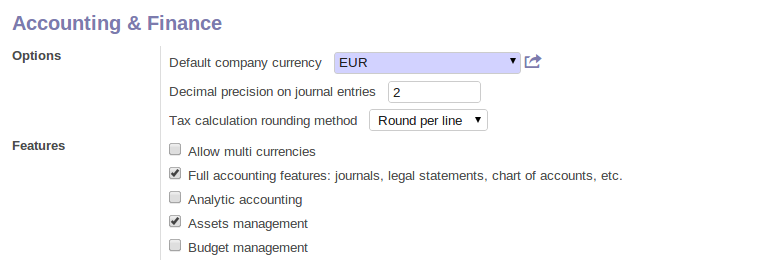 Accounting & Finance
Options
Default company currency EUR
Decimal precision on journal entries 2
Tax calculation rounding method Round per line
Features
Allow multi currencies
Full accounting features: journals, legal statements, chart of accounts, etc.
Analytic accounting
Assets management
Budget management